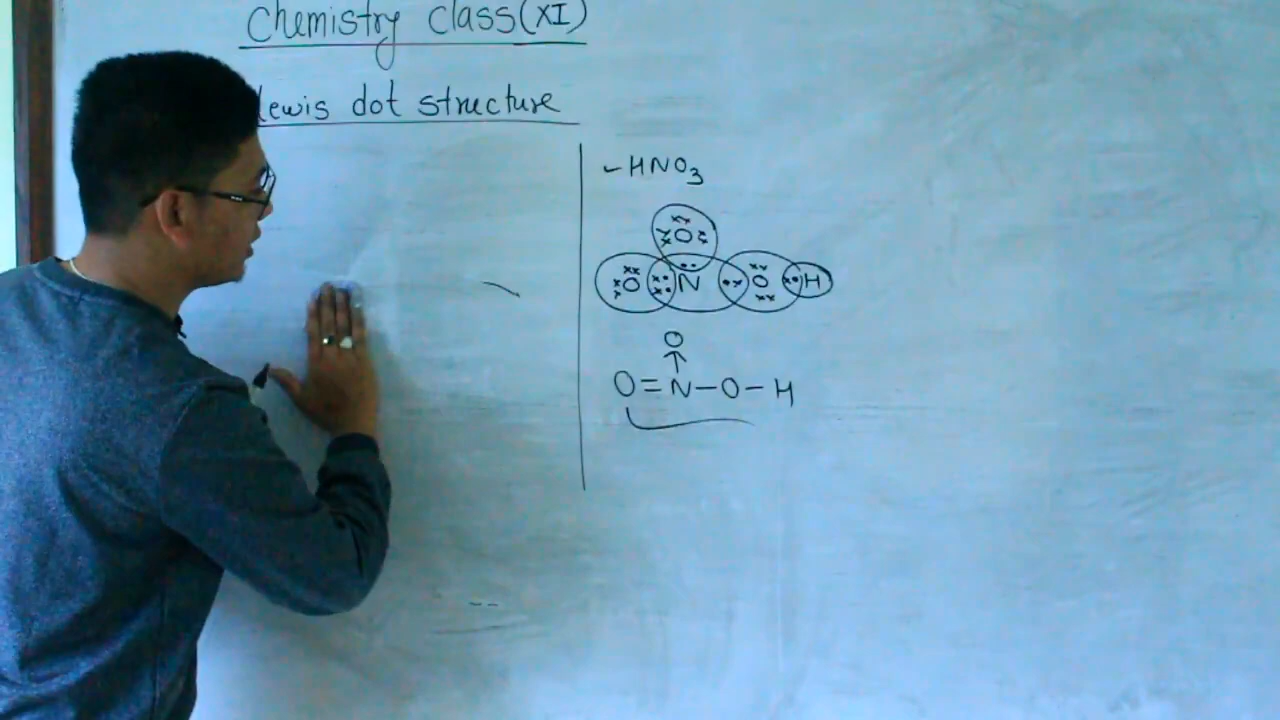 Chemistry class(XI)
Lewis dot structure
HNO3
O
O N O H
O
↑
O=N-O-H